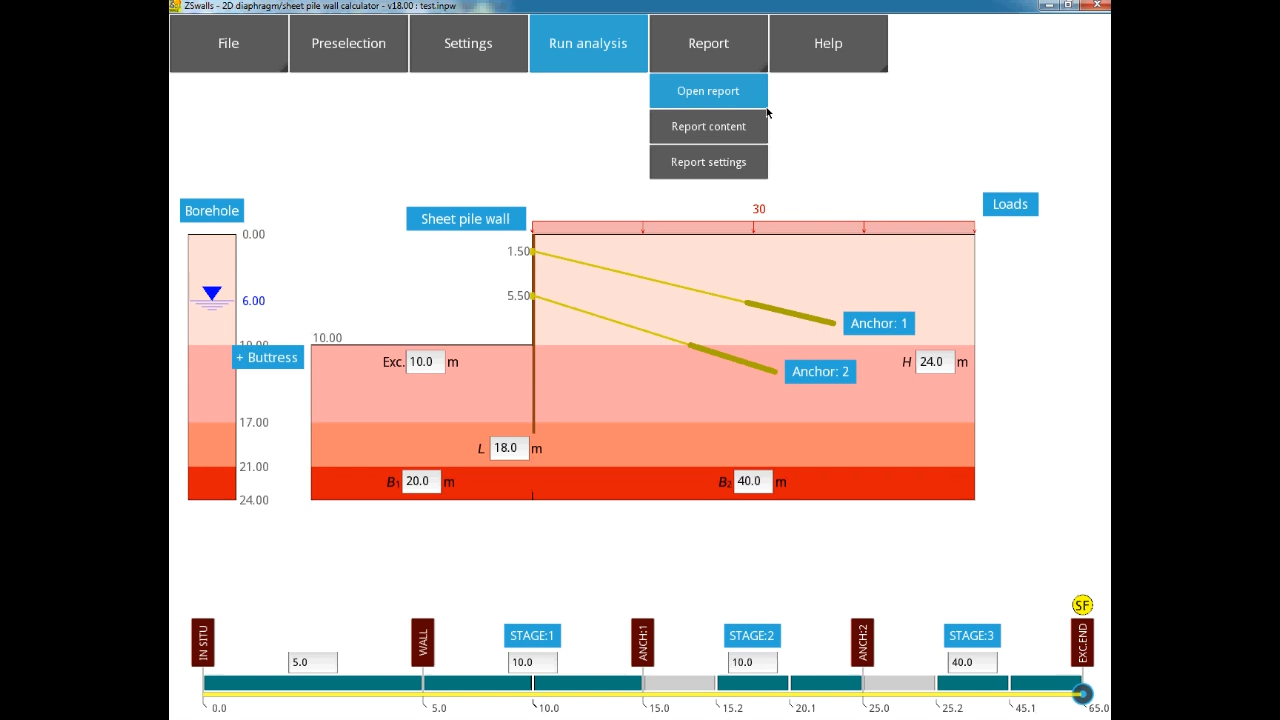 ZSwalls - 2D diaphragm/sheet pile wall calculator - v18.00 : test.inpw
File Preselection Settings Run analysis Report Help
Open report
Report content
Report settings
Borehole
Sheet pile wall
30
Loads
0.00
1.50
6.00
5.50
Anchor: 1
10.00
+ Buttress
Exc. 10.0 m
H 24.0 m
Anchor: 2
17.00
L 18.0 m
21.00
B₁ 20.0 m
B₂ 40.0 m
24.00
SF
IN SITU
WALL
STAGE:1
ANCH:1
STAGE:2
ANCH:2
STAGE:3
EXC.END
5.0 10.0 10.0 40.0
0.0 5.0 10.0 15.0 15.2 20.1 25.0 25.2 45.1 65.0